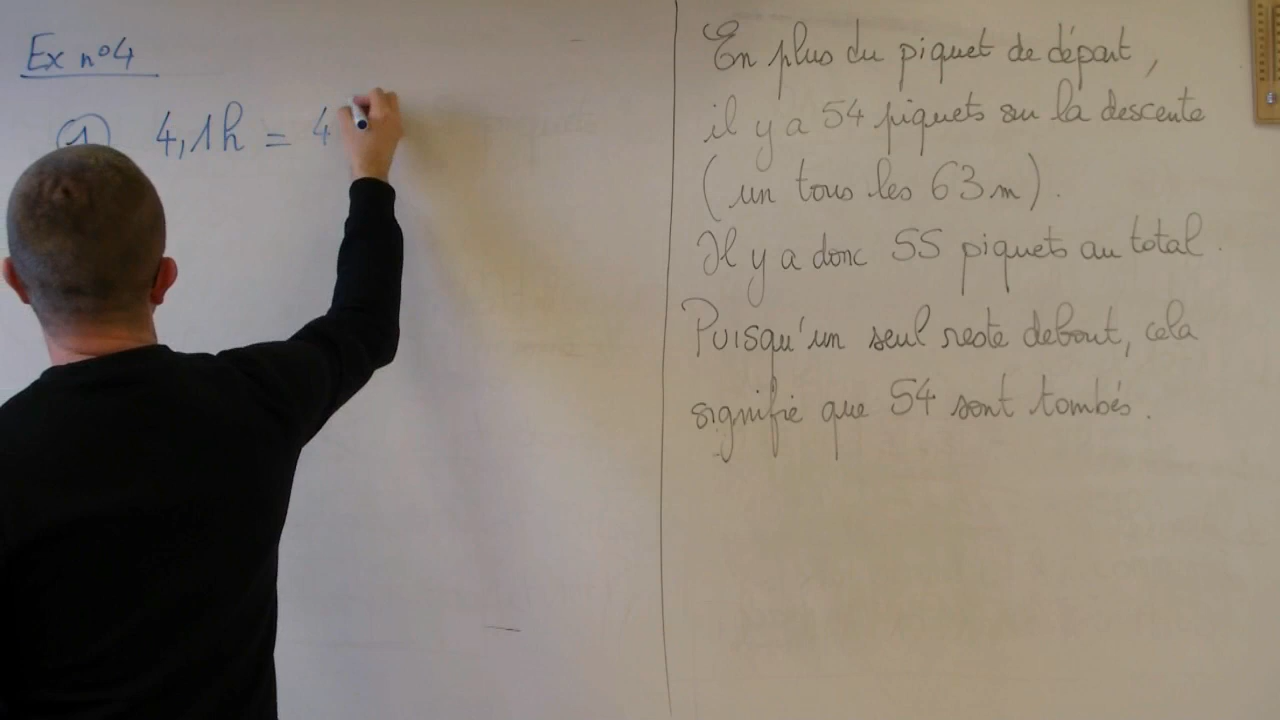 Ex n°4
① 4,1h = 4
En plus du piquet de départ,
il y a 54 piquets sur la descente
(un tous les 63m).
Il y a donc 55 piquets au total.
Puisqu'un seul reste debout, cela
signifie que 54 sont tombés.